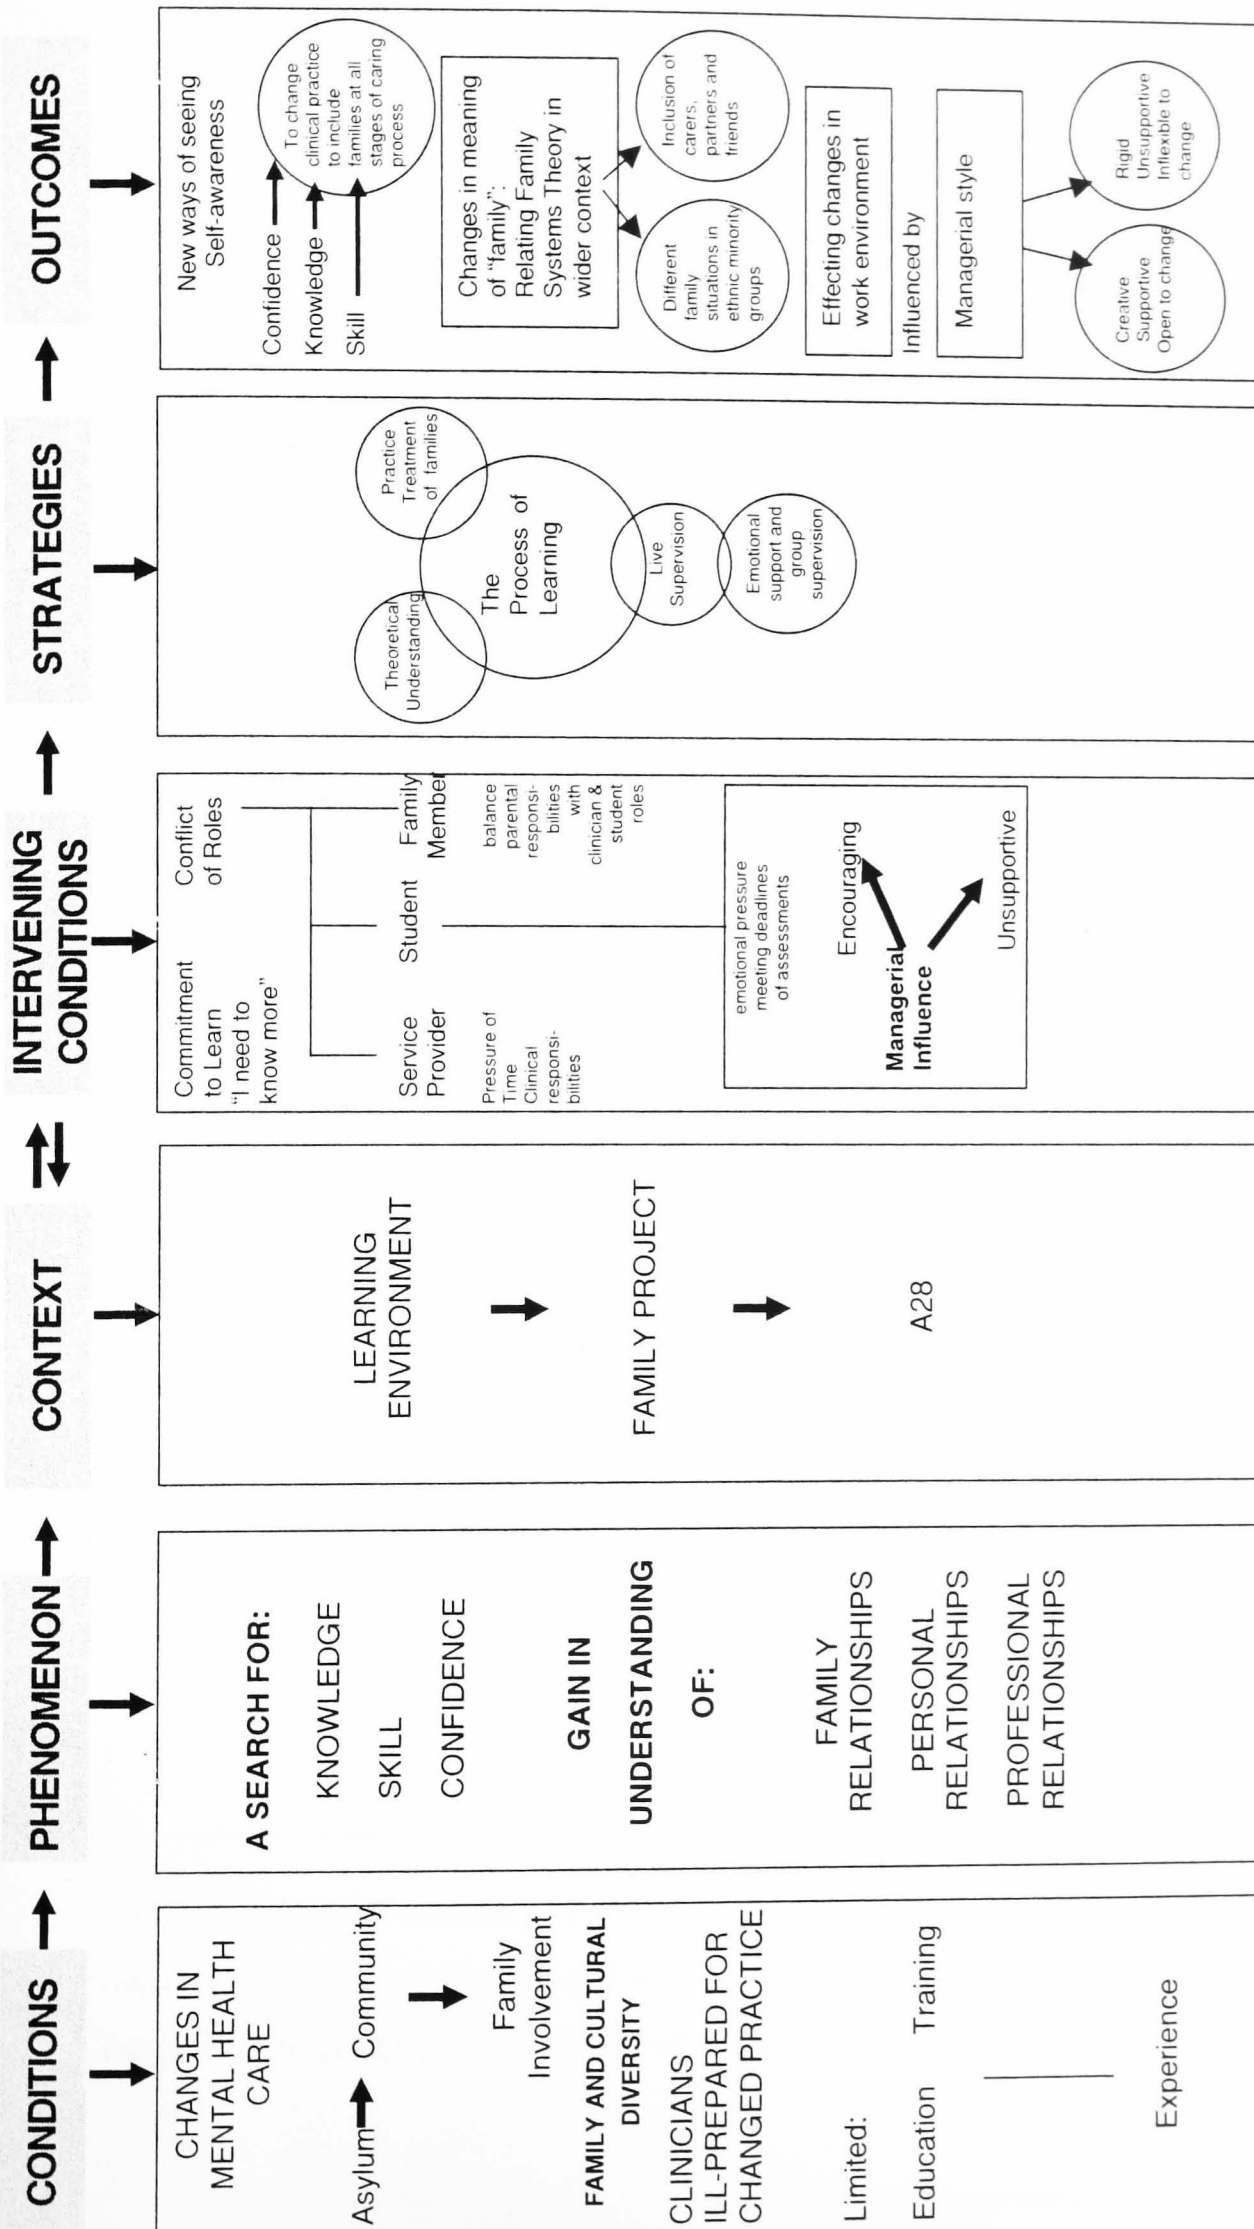 CONDITIONS
PHENOMENON
CONTEXT
INTERVENING
CONDITIONS
STRATEGIES
OUTCOMES
CHANGES IN
MENTAL HEALTH
CARE
Asylum
Community
Family
Involvement
FAMILY AND CULTURAL
DIVERSITY
CLINICIANS
ILL-PREPARED FOR
CHANGED PRACTICE
Limited:
Education Training
Experience
A SEARCH FOR:
KNOWLEDGE
SKILL
CONFIDENCE
GAIN IN
UNDERSTANDING
OF:
FAMILY
RELATIONSHIPS
PERSONAL
RELATIONSHIPS
PROFESSIONAL
RELATIONSHIPS
LEARNING
ENVIRONMENT
FAMILY PROJECT
A28
Commitment
to Learn
"I need to
know more"
Conflict
of Roles
Service
Provider
Student
Family
Member
Pressure of
Time
Clinical
responsi-
bilities
balance
parental
responsi-
bilities
with
clinician &
student
roles
emotional pressure
meeting deadlines
of assessments
Encouraging
Managerial
Influence
Unsupportive
Theoretical
Understanding
Practice
Treatment
of families
The
Process of
Learning
Live
Supervision
Emotional
support and
group
supervision
New ways of seeing
Self-awareness
Confidence
Knowledge
Skill
To change
clinical practice
to include
families at all
stages of caring
process
Changes in meaning
of "family":
Relating Family
Systems Theory in
wider context
Different
family
situations in
ethnic minority
groups
Inclusion of
carers,
partners and
friends
Effecting changes in
work environment
Influenced by
Managerial style
Creative
Supportive
Open to change
Rigid
Unsupportive
Inflexible to
change